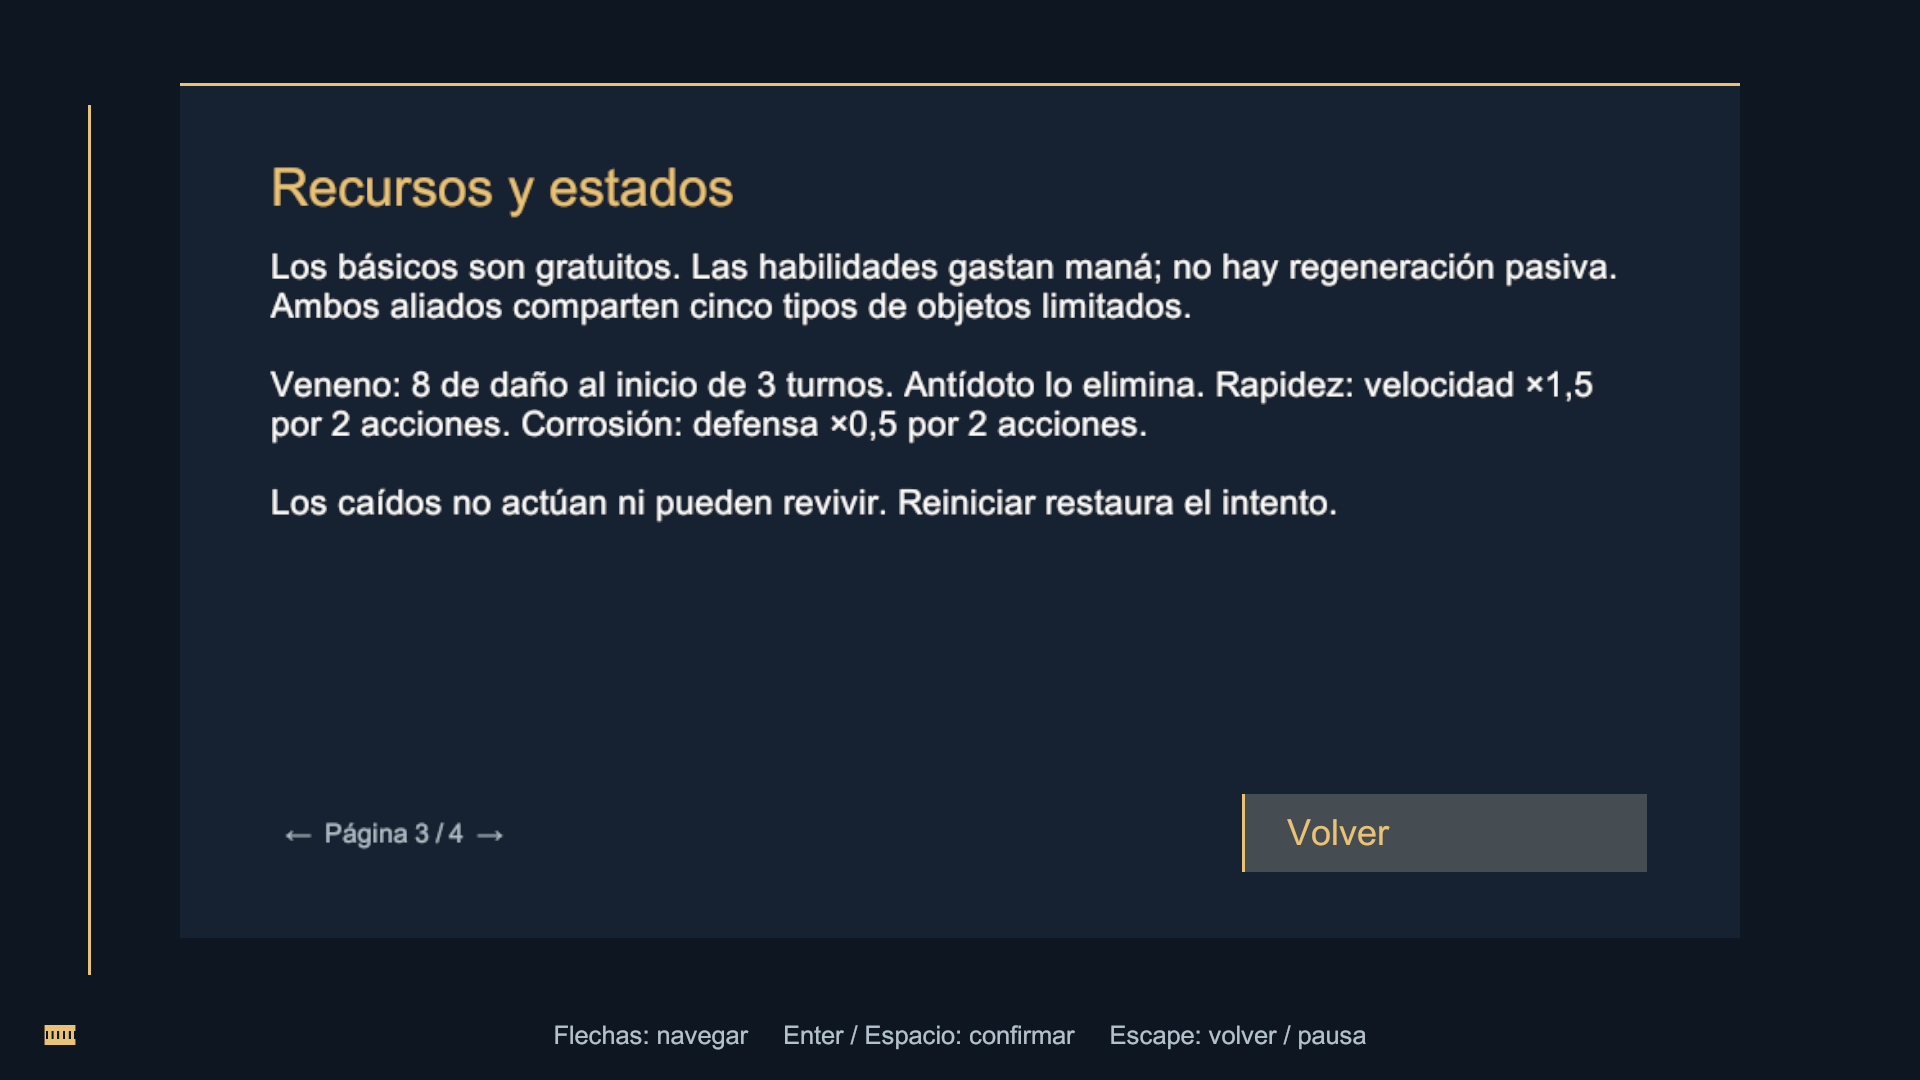 Recursos y estados
Los básicos son gratuitos. Las habilidades gastan maná; no hay regeneración pasiva.
Ambos aliados comparten cinco tipos de objetos limitados.
Veneno: 8 de daño al inicio de 3 turnos. Antídoto lo elimina. Rapidez: velocidad ×1,5
por 2 acciones. Corrosión: defensa ×0,5 por 2 acciones.
Los caídos no actúan ni pueden revivir. Reiniciar restaura el intento.
← Página 3 / 4 →
Volver
Flechas: navegar Enter / Espacio: confirmar Escape: volver / pausa